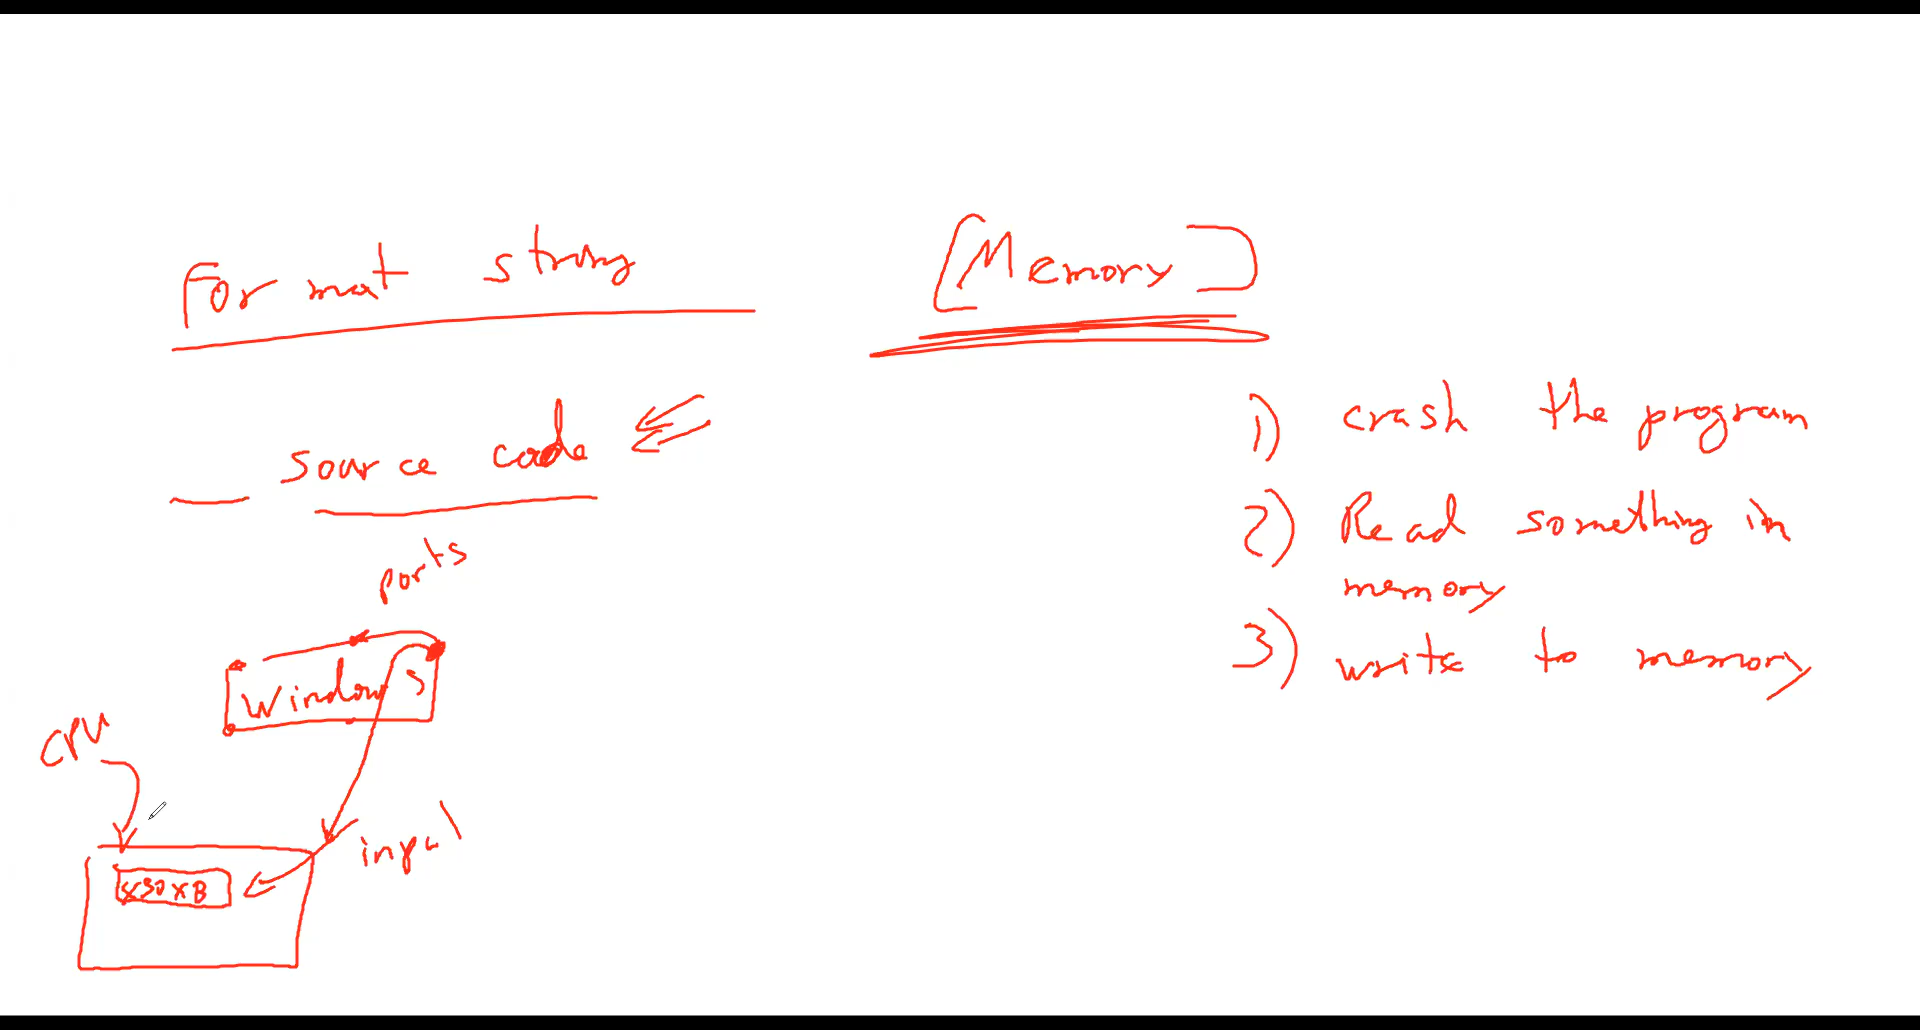 Format string
[Memory]
source code
1) crash the program
2) Read something in
memory
3) write to memory
ports
Windows
CPU
input
x50xB